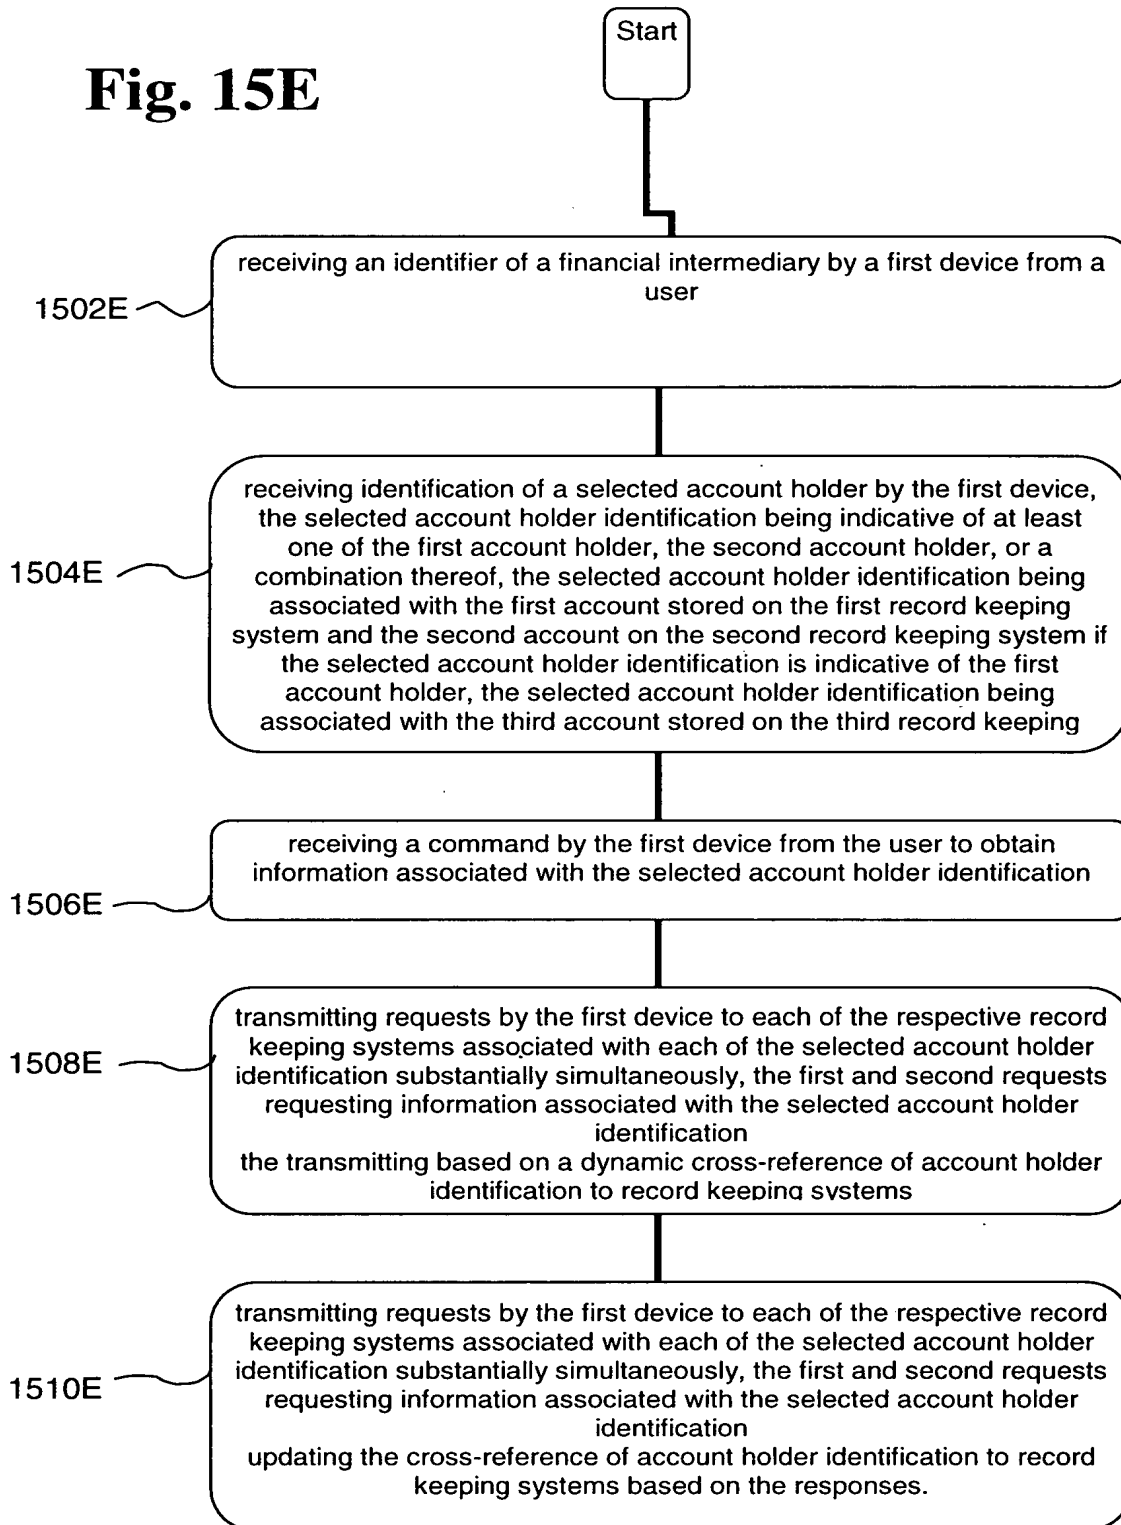 Start
Fig. 15E
receiving an identifier of a financial intermediary by a first device from a
user
1502E
receiving identification of a selected account holder by the first device,
the selected account holder identification being indicative of at least
one of the first account holder, the second account holder, or a
combination thereof, the selected account holder identification being
associated with the first account stored on the first record keeping
system and the second account on the second record keeping system if
the selected account holder identification is indicative of the first
account holder, the selected account holder identification being
associated with the third account stored on the third record keeping
1504E
receiving a command by the first device from the user to obtain
information associated with the selected account holder identification
1506E
transmitting requests by the first device to each of the respective record
keeping systems associated with each of the selected account holder
identification substantially simultaneously, the first and second requests
requesting information associated with the selected account holder
identification
the transmitting based on a dynamic cross-reference of account holder
identification to record keeping systems
1508E
transmitting requests by the first device to each of the respective record
keeping systems associated with each of the selected account holder
identification substantially simultaneously, the first and second requests
requesting information associated with the selected account holder
identification
updating the cross-reference of account holder identification to record
keeping systems based on the responses.
1510E